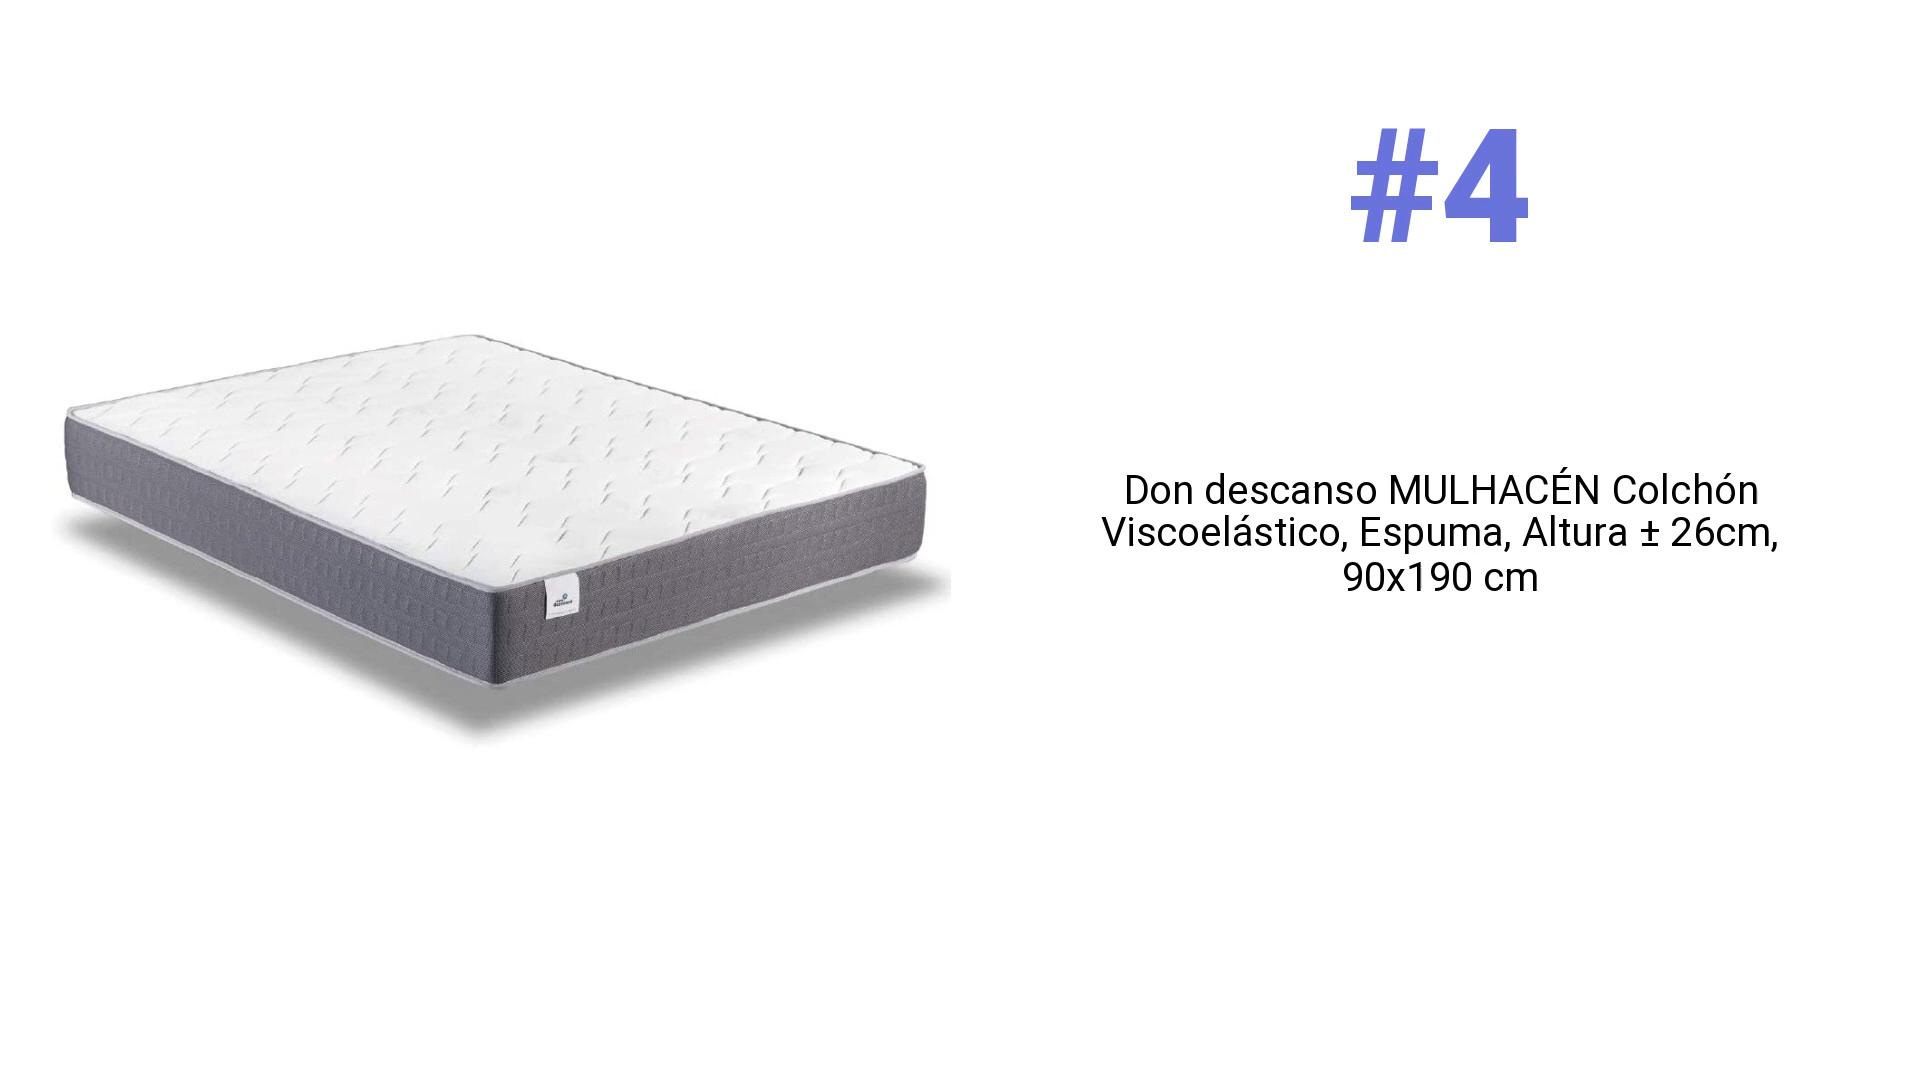 #4
Don descanso MULHACÉN Colchón
Viscoelástico, Espuma, Altura ± 26cm,
90x190 cm